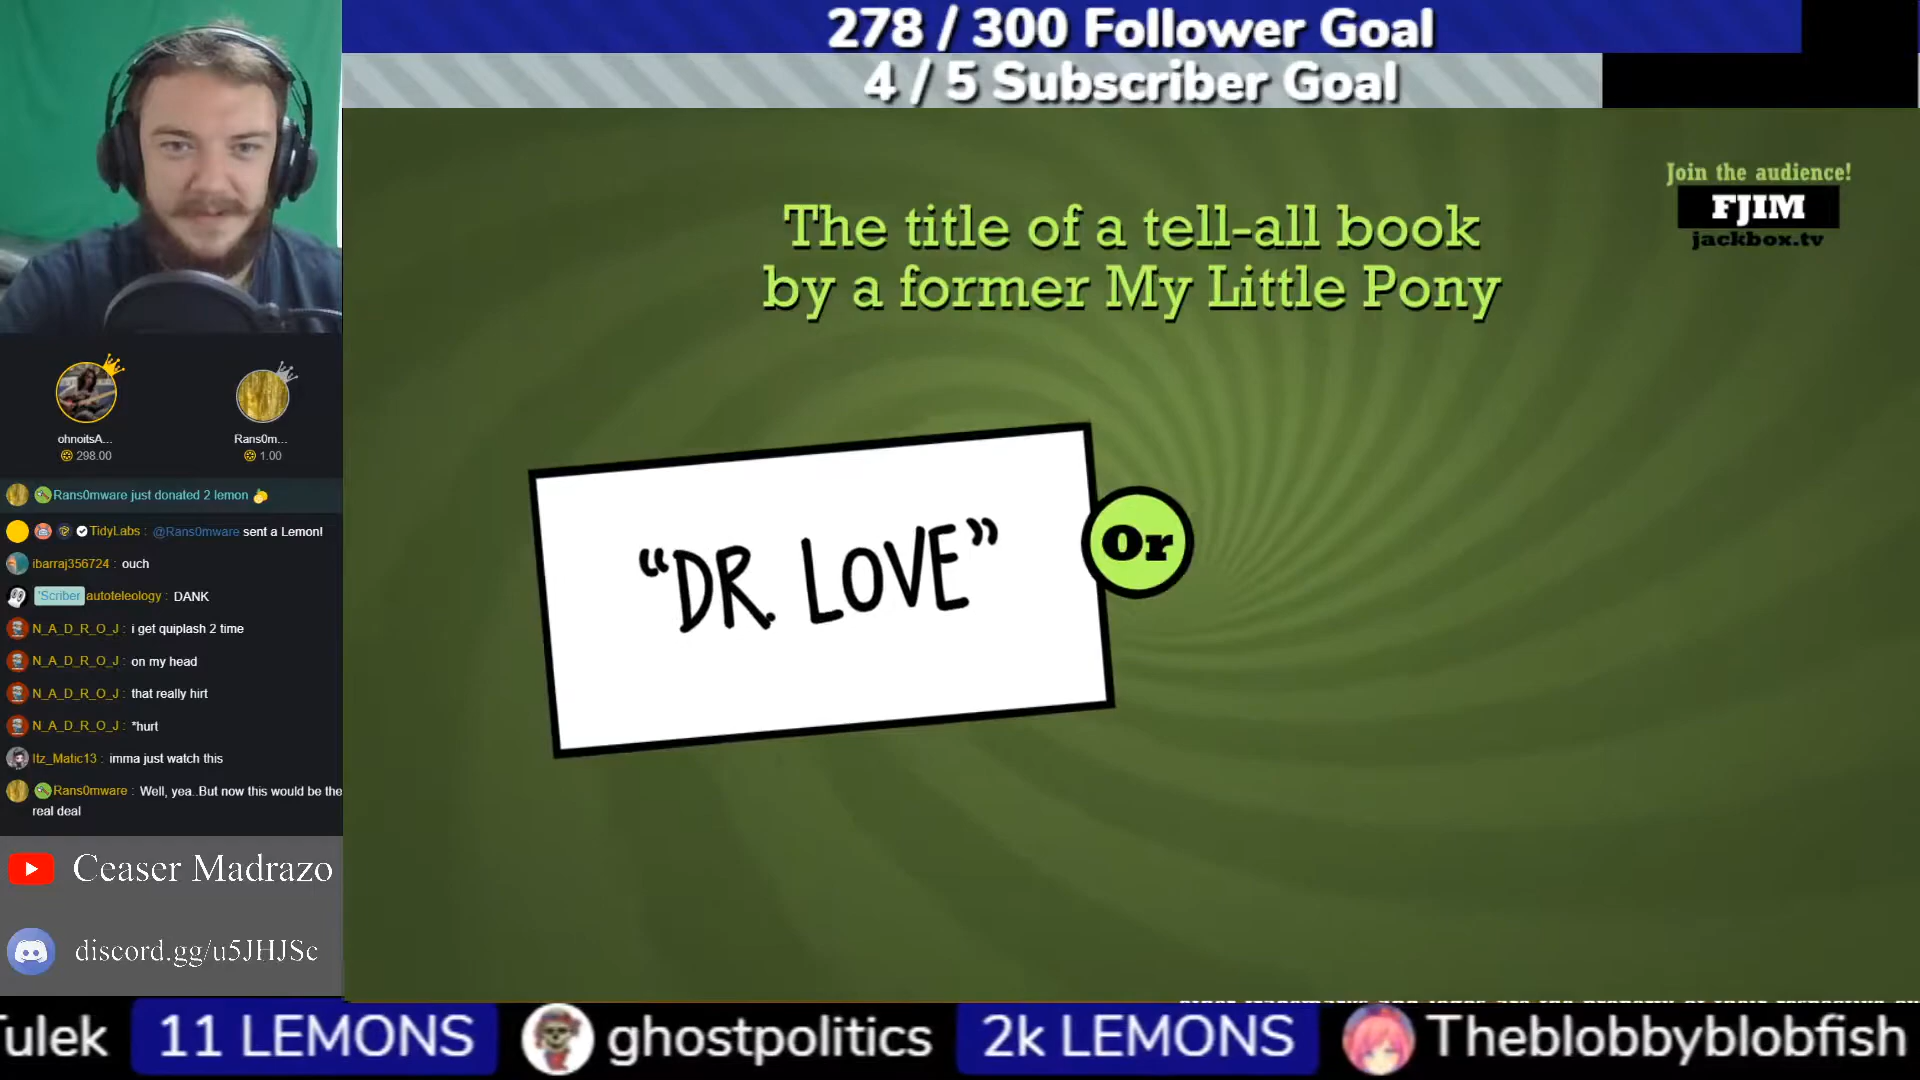 278 / 300 Follower Goal
4 / 5 Subscriber Goal
Join the audience!
FJIM
jackbox.tv
The title of a tell-all book
by a former My Little Pony
"DR. LOVE"
Or
ohnoitsA...
298.00
Rans0m...
1.00
Rans0mware just donated 2 lemon
TidyLabs : @Rans0mware sent a Lemon!
ibarraj356724 : ouch
'Scriber autoteleology : DANK
N_A_D_R_O_J : i get quiplash 2 time
N_A_D_R_O_J : on my head
N_A_D_R_O_J : that really hirt
N_A_D_R_O_J : *hurt
Itz_Matic13 : imma just watch this
Rans0mware : Well, yea..But now this would be the
real deal
Ceaser Madrazo
discord.gg/u5JHJSc
ulek
11 LEMONS
ghostpolitics
2k LEMONS
Theblobbyblobfish